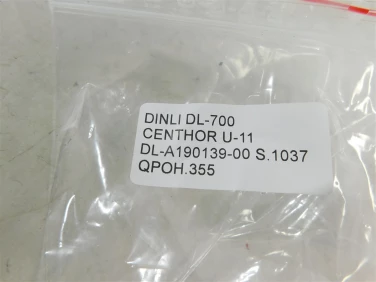 DINLI DL-700
CENTHOR U-11
DL-A190139-00 S.1037
QPOH.355